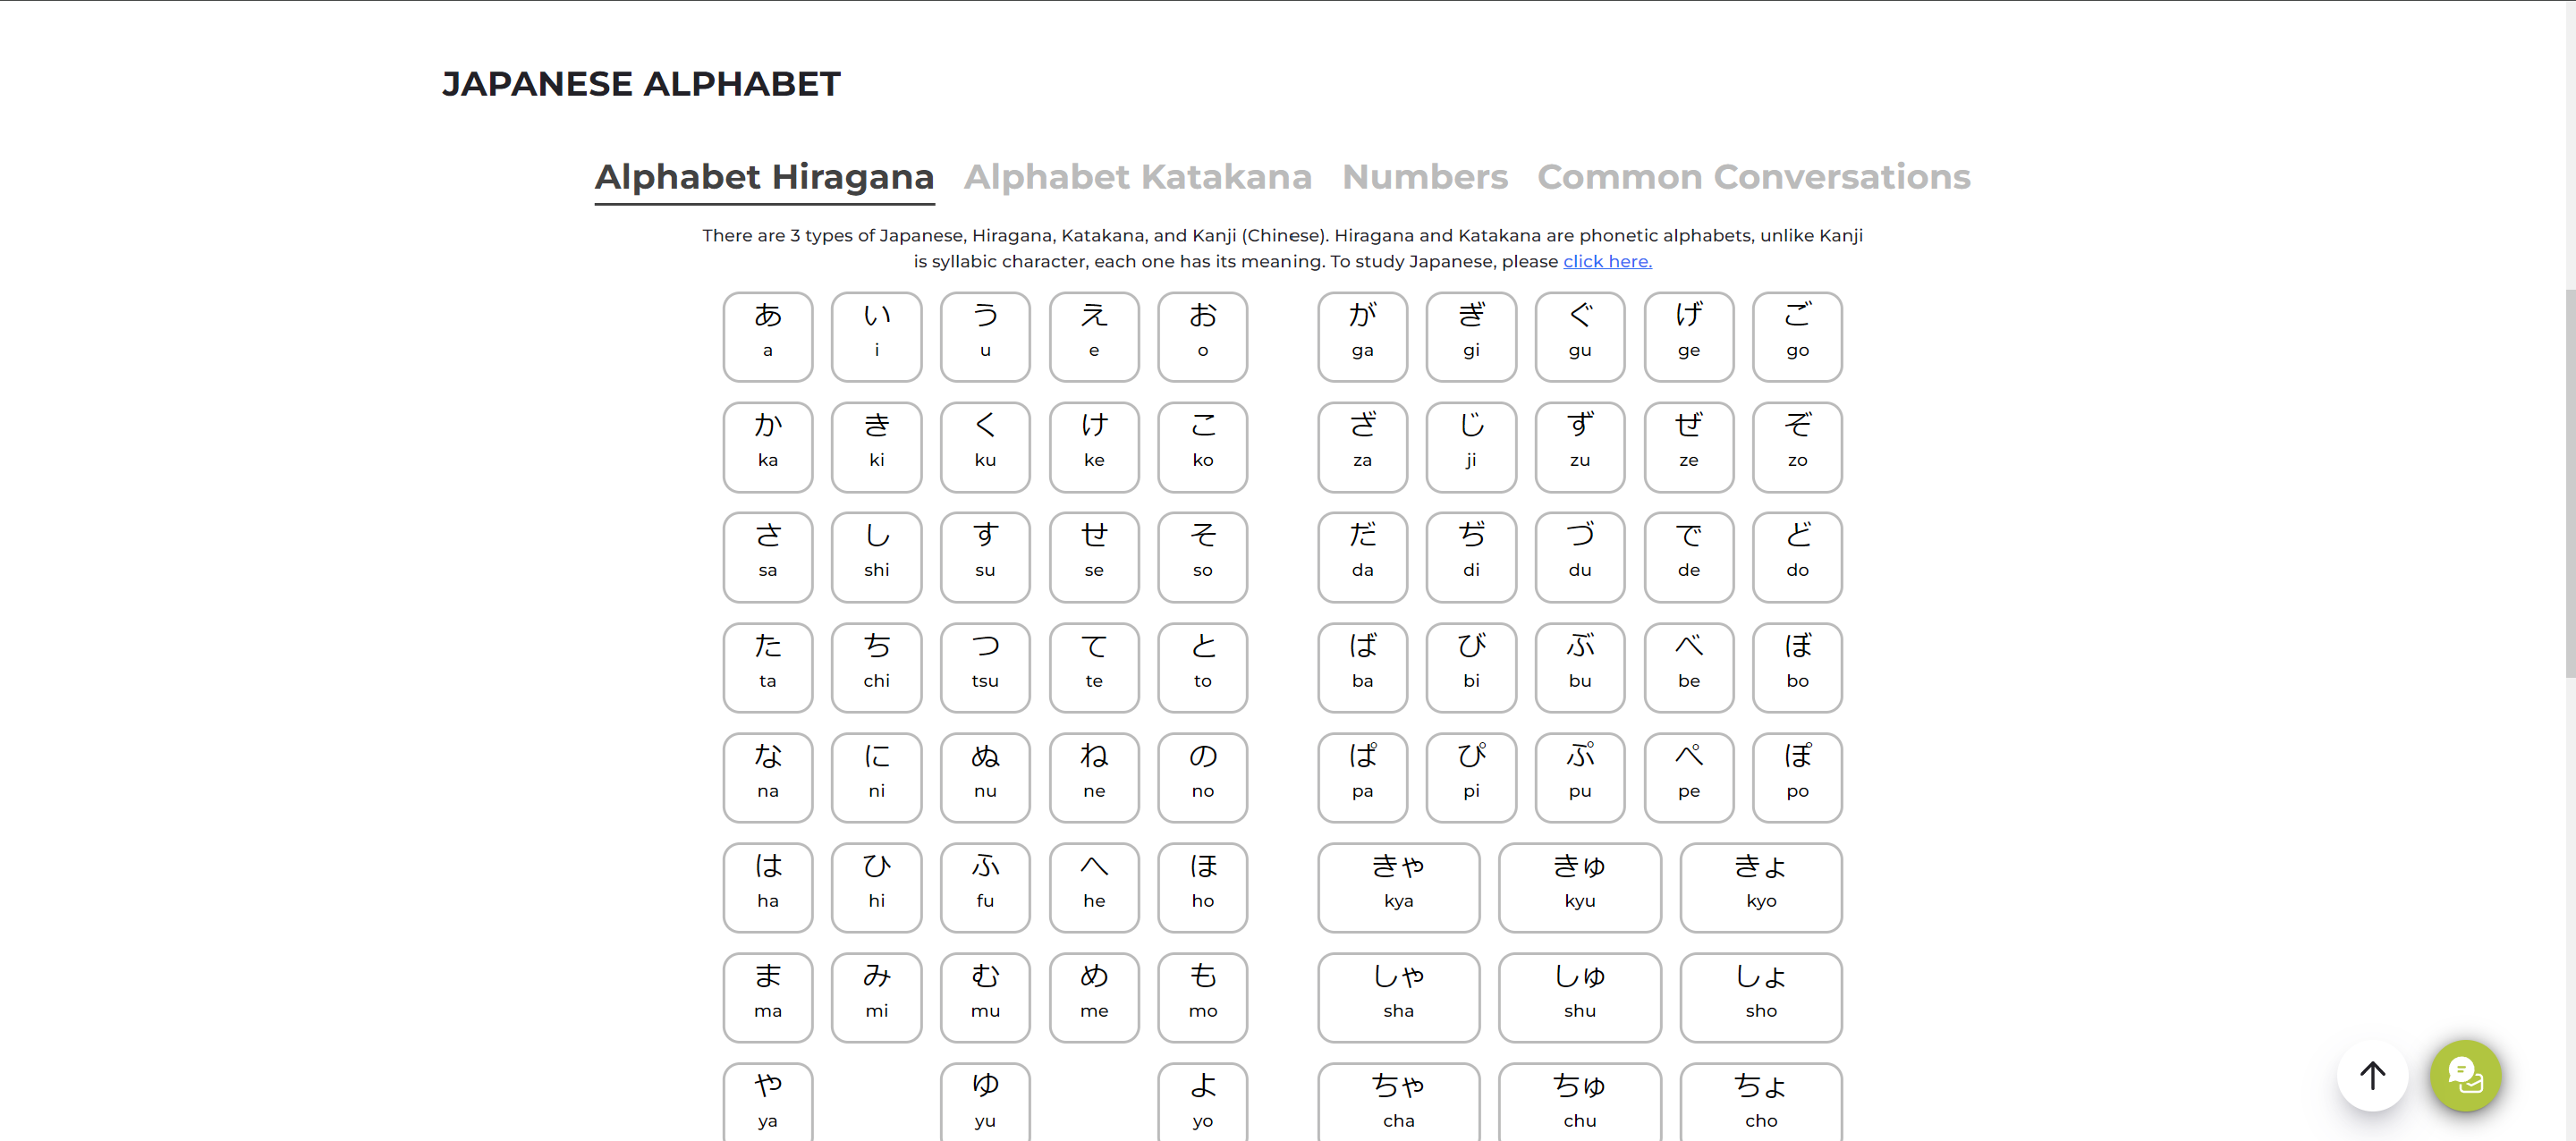 JAPANESE ALPHABET
Alphabet Hiragana Alphabet Katakana Numbers Common Conversations
There are 3 types of Japanese, Hiragana, Katakana, and Kanji (Chinese). Hiragana and Katakana are phonetic alphabets, unlike Kanji
is syllabic character, each one has its meaning. To study Japanese, please click here.
あ い う え お が ぎ ぐ げ ご
a i u e o ga gi gu ge go
か き く け こ ざ じ ず ぜ ぞ
ka ki ku ke ko za ji zu ze zo
さ し す せ そ だ ぢ づ で ど
sa shi su se so da di du de do
た ち つ て と ば び ぶ べ ぼ
ta chi tsu te to ba bi bu be bo
な に ぬ ね の ぱ ぴ ぷ ぺ ぽ
na ni nu ne no pa pi pu pe po
は ひ ふ へ ほ きゃ きゅ きょ
ha hi fu he ho kya kyu kyo
ま み む め も しゃ しゅ しょ
ma mi mu me mo sha shu sho
や ゆ よ ちゃ ちゅ ちょ
ya yu yo cha chu cho